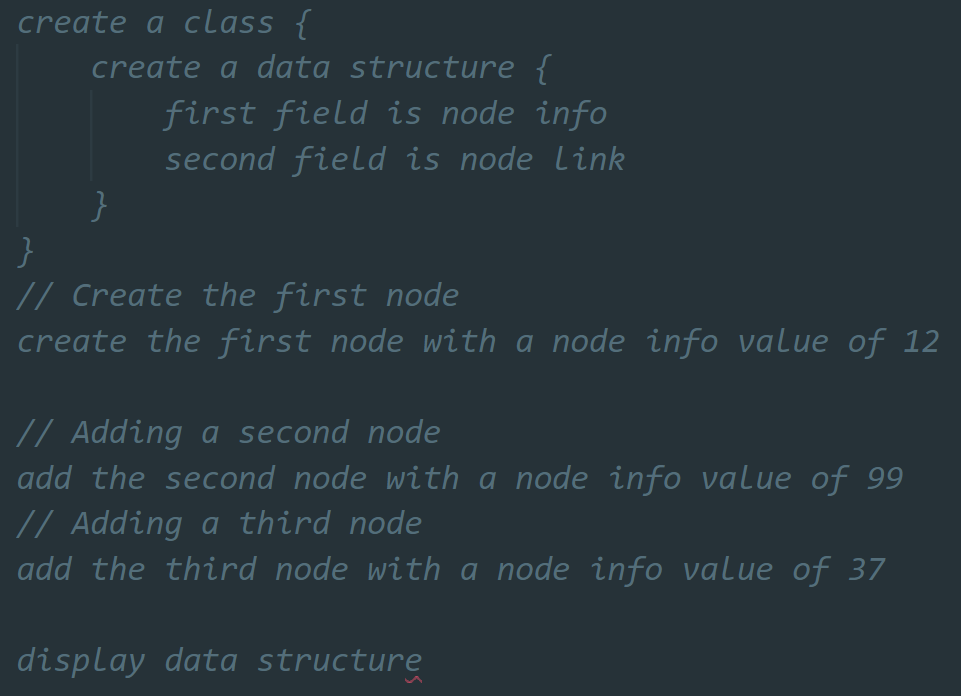 create a class {
create a data structure {
first field is node info
second field is node link
}
}
// Create the first node
create the first node with a node info value of 12
// Adding a second node
add the second node with a node info value of 99
// Adding a third node
add the third node with a node info value of 37
display data structure